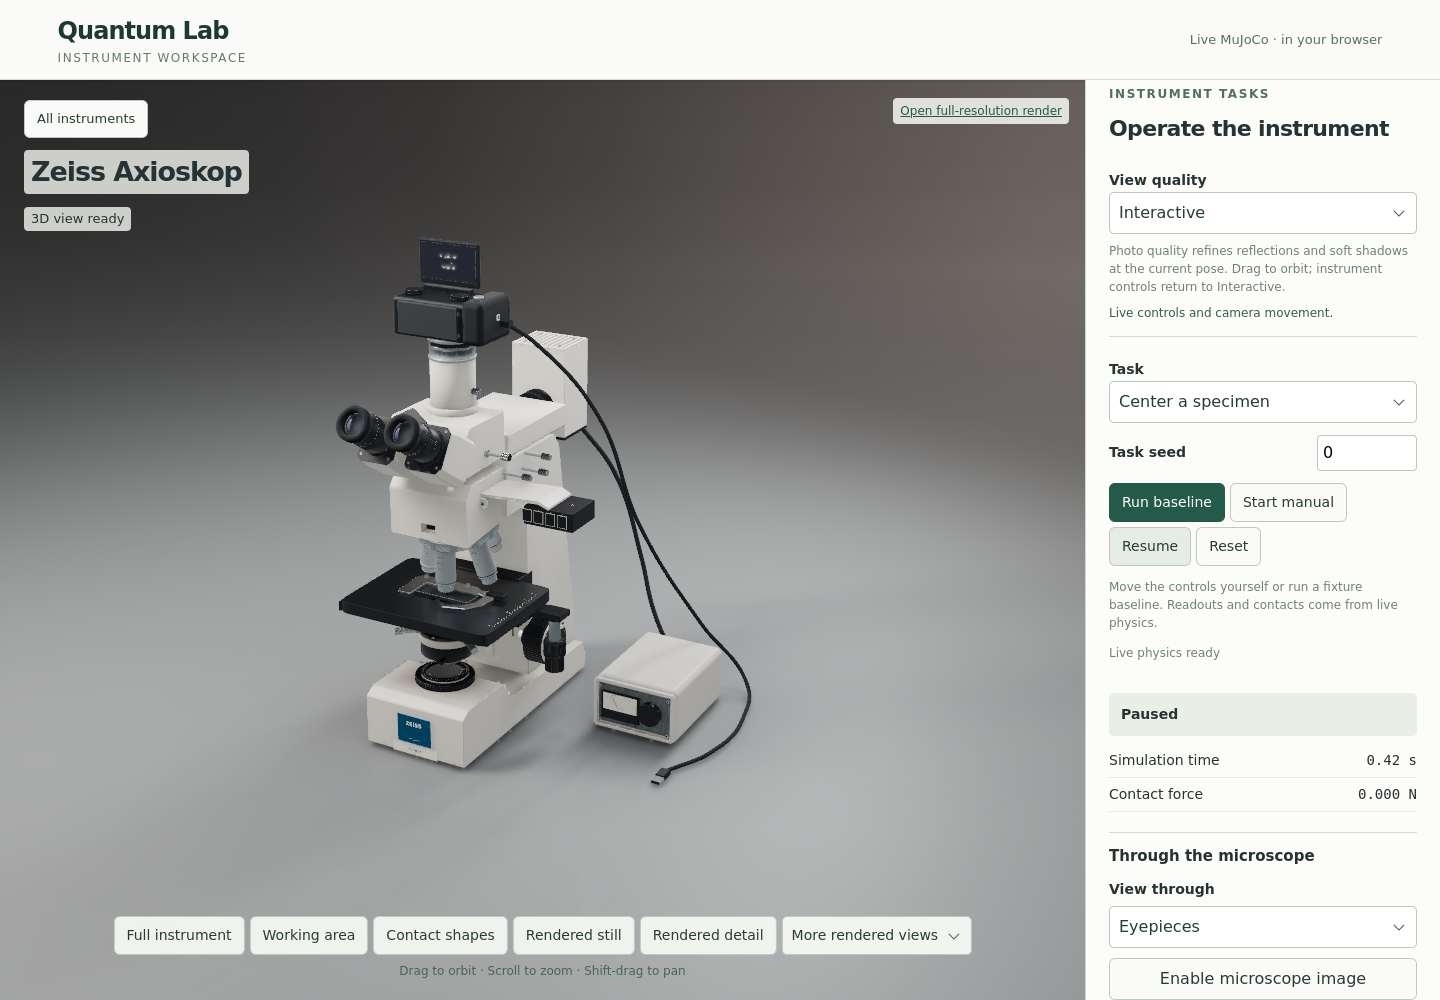 Quantum Lab
INSTRUMENT WORKSPACE
Live MuJoCo · in your browser
All instruments
Open full-resolution render
Zeiss Axioskop
3D view ready
ZEISS
Full instrument
Working area
Contact shapes
Rendered still
Rendered detail
More rendered views
Drag to orbit · Scroll to zoom · Shift-drag to pan
INSTRUMENT TASKS
Operate the instrument
View quality
Interactive
Photo quality refines reflections and soft shadows
at the current pose. Drag to orbit; instrument
controls return to Interactive.
Live controls and camera movement.
Task
Center a specimen
Task seed
0
Run baseline
Start manual
Resume
Reset
Move the controls yourself or run a fixture
baseline. Readouts and contacts come from live
physics.
Live physics ready
Paused
Simulation time
0.42 s
Contact force
0.000 N
Through the microscope
View through
Eyepieces
Enable microscope image